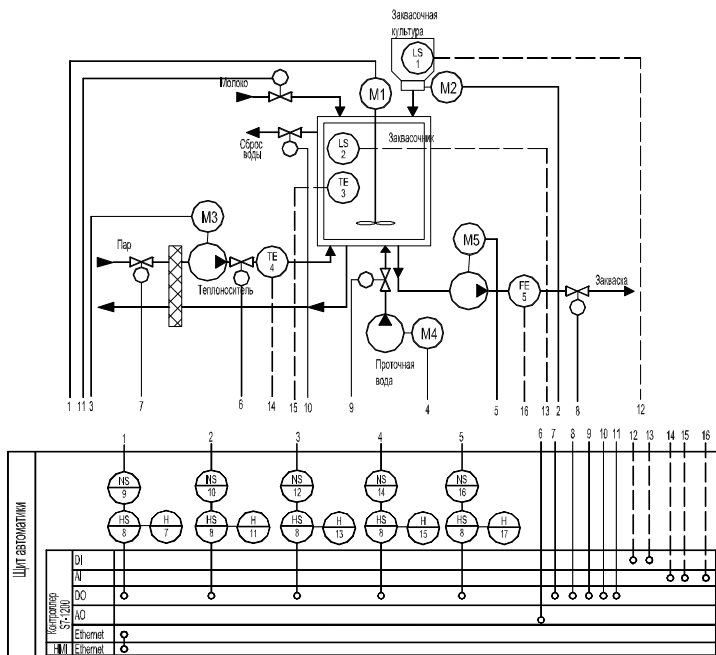 Заквасочная
культура
LS
1
M1
M2
Молоко
Сброс
воды
LS
2
Заквасочник
TE
3
M3
M5
Пар
TE
4
Теплоноситель
FE
5
Закваска
M4
Проточная
вода
1 11 3 7 6 14 15 10 9 4 5 16 13 2 8 12
1 2 3 4 5 6 7 8 9 10 11 12 13 14 15 16
NS
9
NS
10
NS
12
NS
14
NS
16
HS
8
H
7
HS
8
H
11
HS
8
H
13
HS
8
Hl
15
HS
8
H
17
Щит автоматики
Контроллер
S7-1200
DI
AI
DO
AO
Ethernet
HMI Ethernet